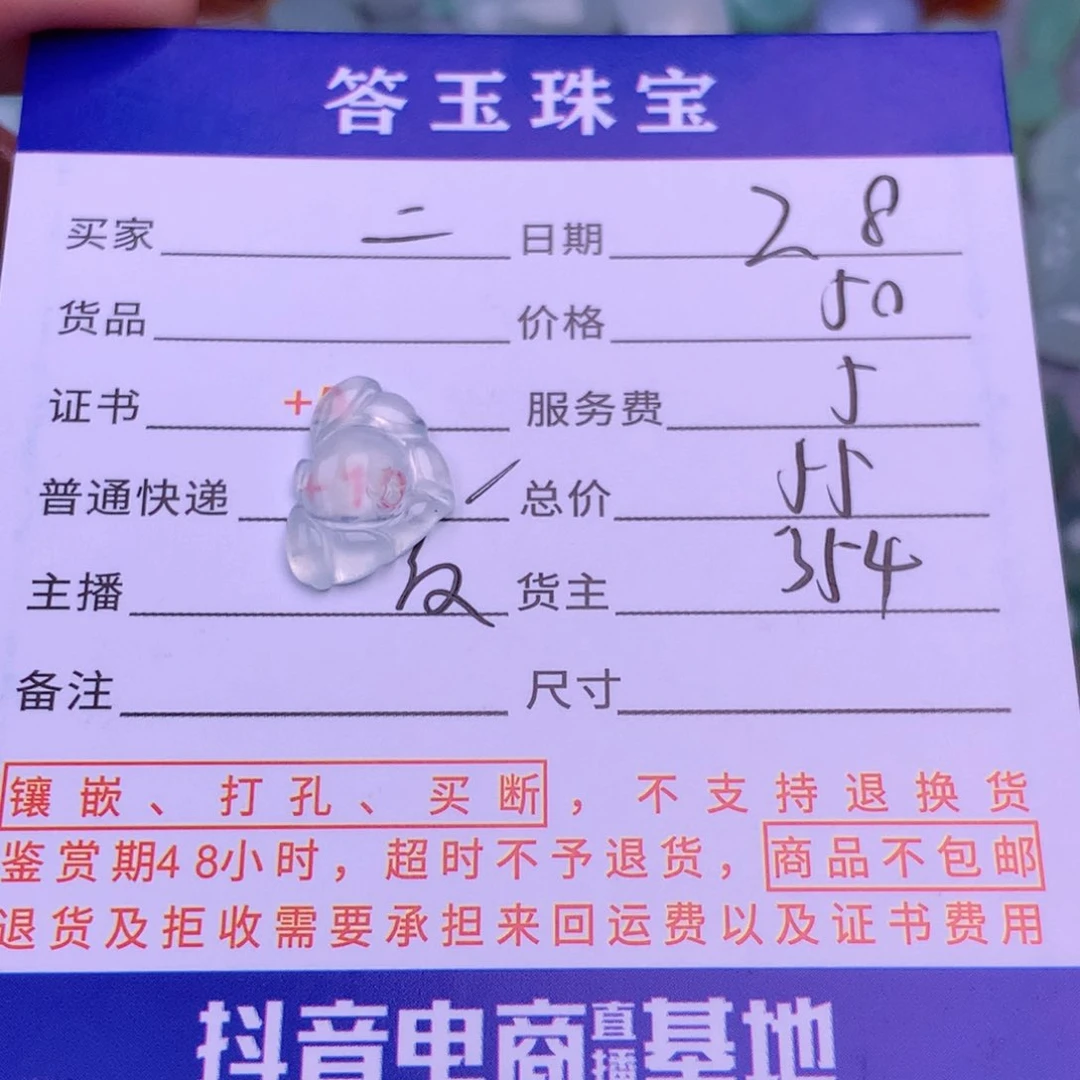 答玉珠宝
买家 二 日期 2 8
货品 价格 50
证书 + 服务费 5
普通快递 +10 / 总价 55
主播 货主 354
备注 尺寸
镶嵌、打孔、买断，不支持退换货
鉴赏期48小时，超时不予退货，商品不包邮
退货及拒收需要承担来回运费以及证书费用
抖音电商直播基地